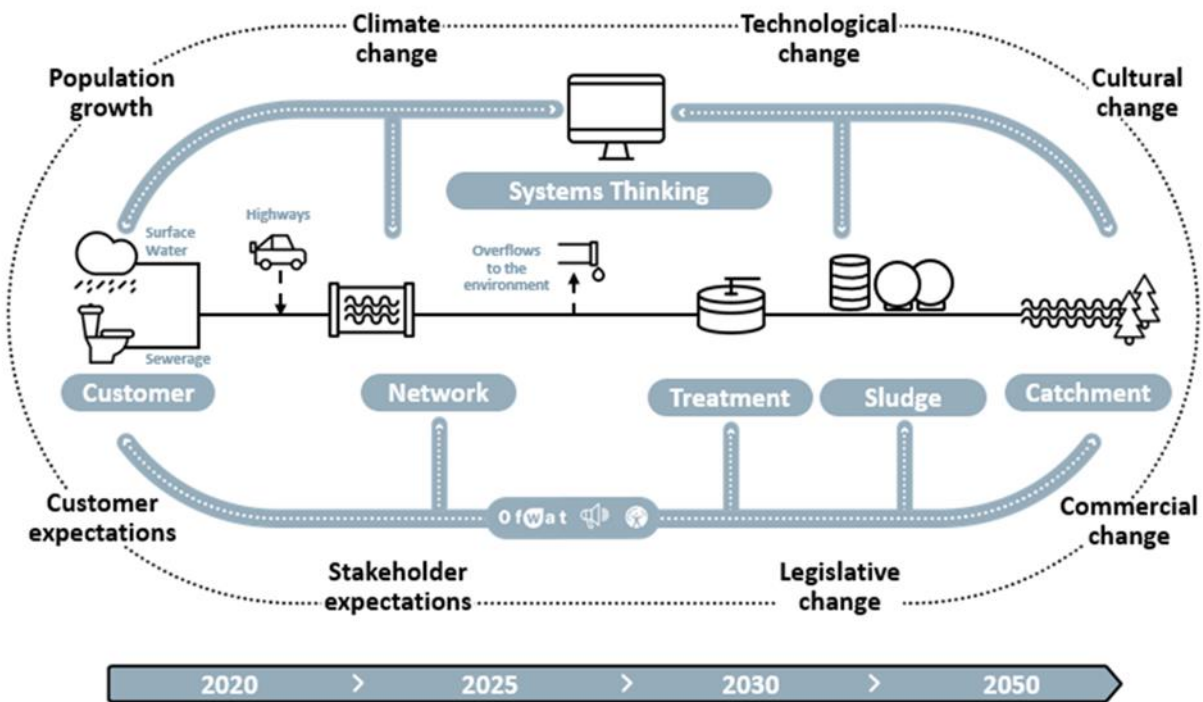 Climate
change
Technological
change
Population
growth
Cultural
change
Systems Thinking
Highways
Surface
Water
Overflows
to the
environment
Sewerage
Customer
Network
Treatment
Sludge
Catchment
Customer
expectations
Ofwat
Commercial
change
Stakeholder
expectations
Legislative
change
2020 > 2025 > 2030 > 2050